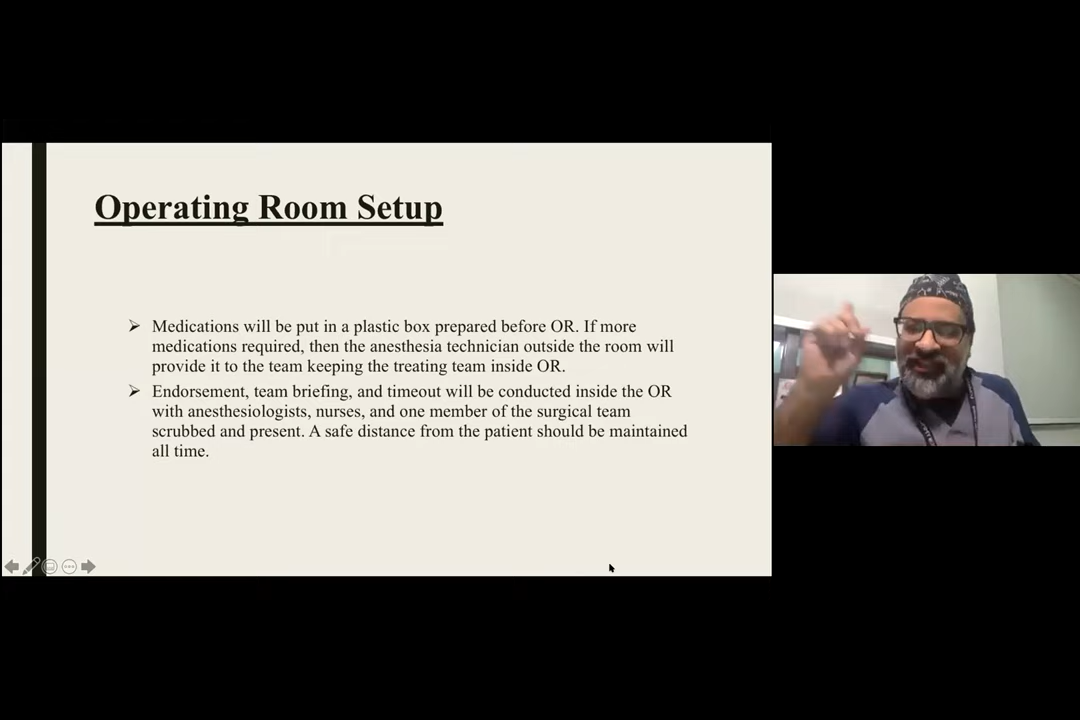 Operating Room Setup
Medications will be put in a plastic box prepared before OR. If more
medications required, then the anesthesia technician outside the room will
provide it to the team keeping the treating team inside OR.
Endorsement, team briefing, and timeout will be conducted inside the OR
with anesthesiologists, nurses, and one member of the surgical team
scrubbed and present. A safe distance from the patient should be maintained
all time.